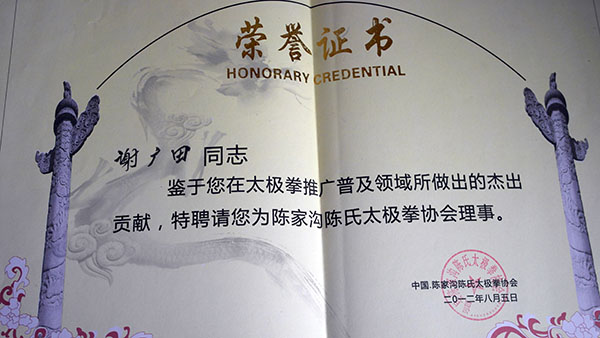 荣誉证书
HONORARY CREDENTIAL
谢广田 同志
鉴于您在太极拳推广普及领域所做出的杰出
贡献，特聘请您为陈家沟陈氏太极拳协会理事。
中国.陈家沟陈氏太极拳协会
二〇一二年八月五日